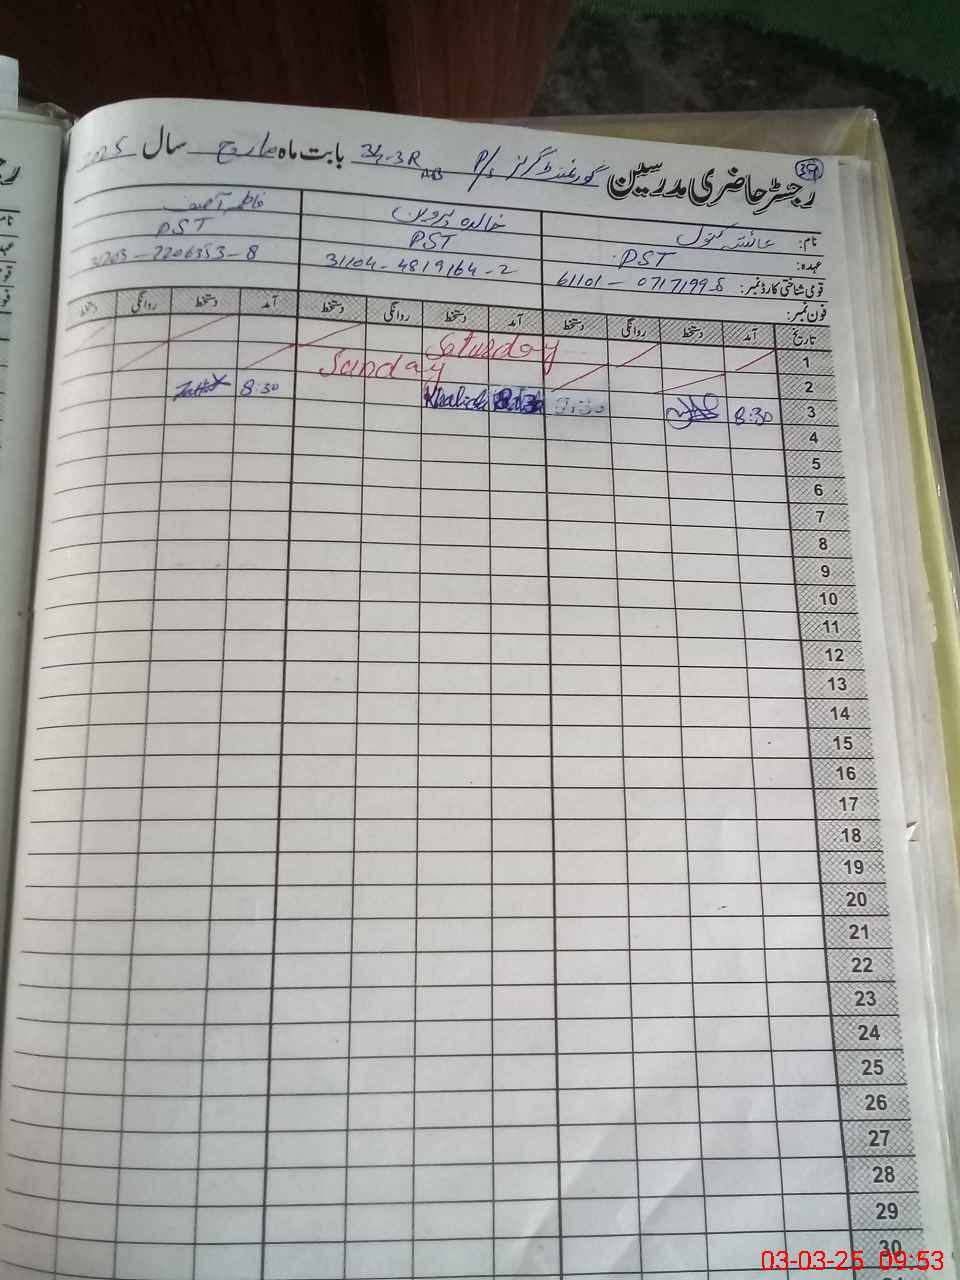 رجسٹر حاضری مدرسین گورنمنٹ گرلز P/s 34-3R بابت ماہ مارچ سال 2025
AB
نام: عائشہ کنول خالدہ پروین
عہدہ: PST PST PST
قومی شناختی کارڈ نمبر: 61101 - 0717199 31104-4819164-2 2206353-8
فون نمبر:
تاریخ آمد دستخط روانگی دستخط آمد دستخط روانگی دستخط آمد دستخط روانگی دستخط
1 Saturday
2 Sunday
3 8:30 8:30 8:30
4
5
6
7
8
9
10
11
12
13
14
15
16
17
18
19
20
21
22
23
24
25
26
27
28
29
30
03-03-25 09:53